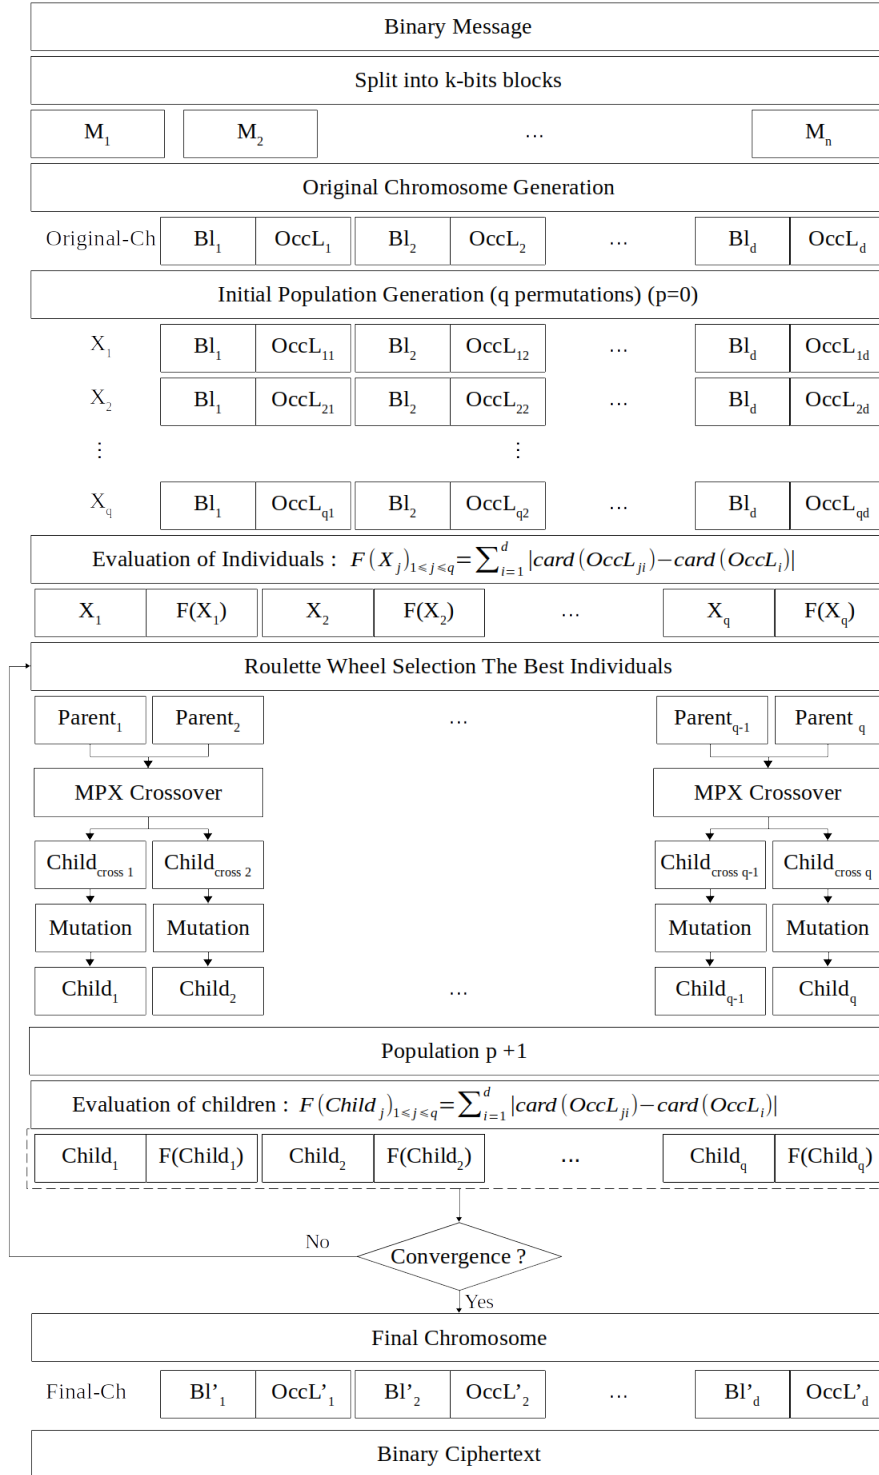 Binary Message
Split into k-bits blocks
M1 M2 ... Mn
Original Chromosome Generation
Original-Ch Bl1 OccL1 Bl2 OccL2 ... Bld OccLd
Initial Population Generation (q permutations) (p=0)
X1 Bl1 OccL11 Bl2 OccL12 ... Bld OccL1d
X2 Bl1 OccL21 Bl2 OccL22 ... Bld OccL2d
⋮ ⋮
Xq Bl1 OccLq1 Bl2 OccLq2 ... Bld OccLqd
Evaluation of Individuals : F(Xj)1⩽j⩽q=∑i=1d|card(OccLji)−card(OccLi)|
X1 F(X1) X2 F(X2) ... Xq F(Xq)
Roulette Wheel Selection The Best Individuals
Parent1 Parent2 ... Parentq-1 Parent q
MPX Crossover MPX Crossover
Childcross 1 Childcross 2 Childcross q-1 Childcross q
Mutation Mutation Mutation Mutation
Child1 Child2 ... Childq-1 Childq
Population p +1
Evaluation of children : F(Childj)1⩽j⩽q=∑i=1d|card(OccLji)−card(OccLi)|
Child1 F(Child1) Child2 F(Child2) ... Childq F(Childq)
No
Convergence ?
Yes
Final Chromosome
Final-Ch Bl’1 OccL’1 Bl’2 OccL’2 ... Bl’d OccL’d
Binary Ciphertext